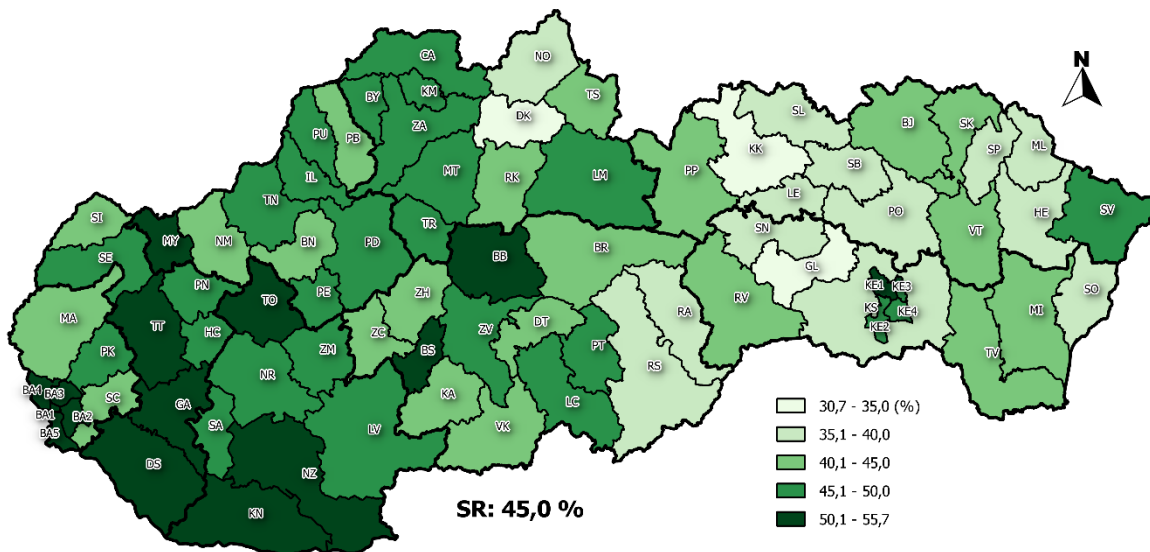 CA
NO
N
KM
TS
BY
DK
SL
BJ
SK
PU
PB
ZA
SP
ML
KK
SB
IL
MT
RK
LM
PP
LE
TN
PO
HE
SV
SI
MY
NM
BN
PD
TR
SN
VT
SE
BB
BR
GL
PN
TO
PE
ZH
RV
KE1
KE3
SO
MA
TT
HC
ZC
ZV
DT
RA
KS
KE4
MI
PK
ZM
BS
PT
KE2
TV
NR
RS
BA4
BA3
SC
GA
KA
LC
BA1
BA2
SA
LV
VK
BA5
DS
NZ
KN
30,7 - 35,0 (%)
35,1 - 40,0
40,1 - 45,0
45,1 - 50,0
50,1 - 55,7
SR: 45,0 %